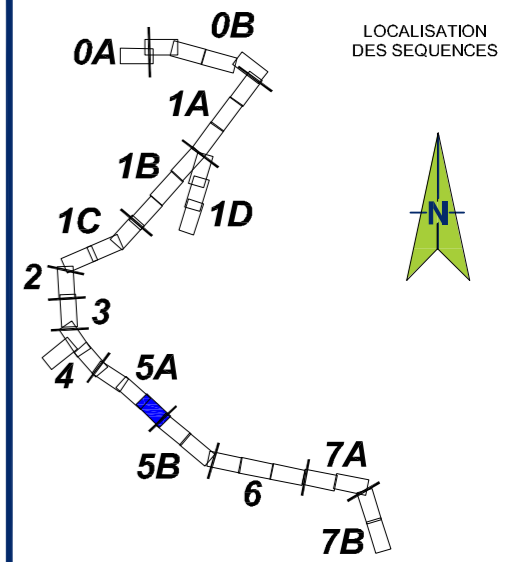 LOCALISATION
DES SEQUENCES
0A
0B
1A
1B
1C
1D
N
2
3
4
5A
5B
6
7A
7B